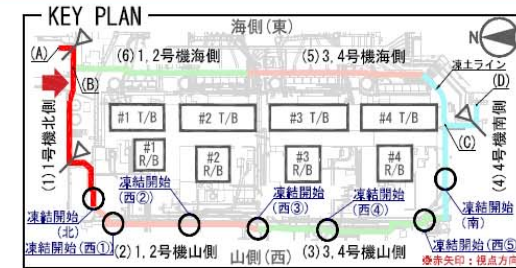 KEY PLAN
海側(東)
N
(A)
(6)1,2号機海側
(5)3,4号機海側
凍土ライン
(B)
(D)
#1 T/B
#2 T/B
#3 T/B
#4 T/B
(C)
(1)1号機北側
#1
R/B
#2
R/B
#3
R/B
#4
R/B
(4)4号機南側
凍結開始
(西②)
凍結開始
(西③)
凍結開始
(西④)
凍結開始
(南)
凍結開始
(北)
凍結開始(西①)
(2)1,2号機山側
(3)3,4号機山側
凍結開始(西⑤
山側(西)
※赤矢印:視点方向